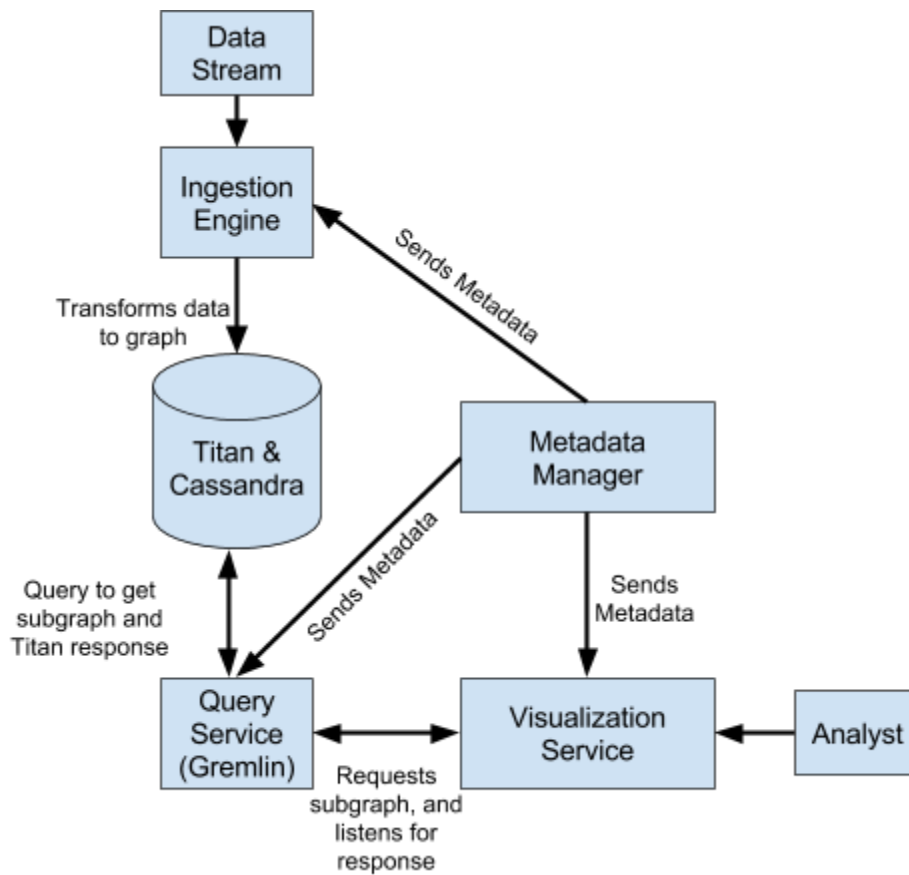 Data
Stream
Ingestion
Engine
Sends Metadata
Transforms data
to graph
Titan &
Cassandra
Metadata
Manager
Sends Metadata
Sends
Metadata
Query to get
subgraph and
Titan response
Query
Service
(Gremlin)
Visualization
Service
Analyst
Requests
subgraph, and
listens for
response